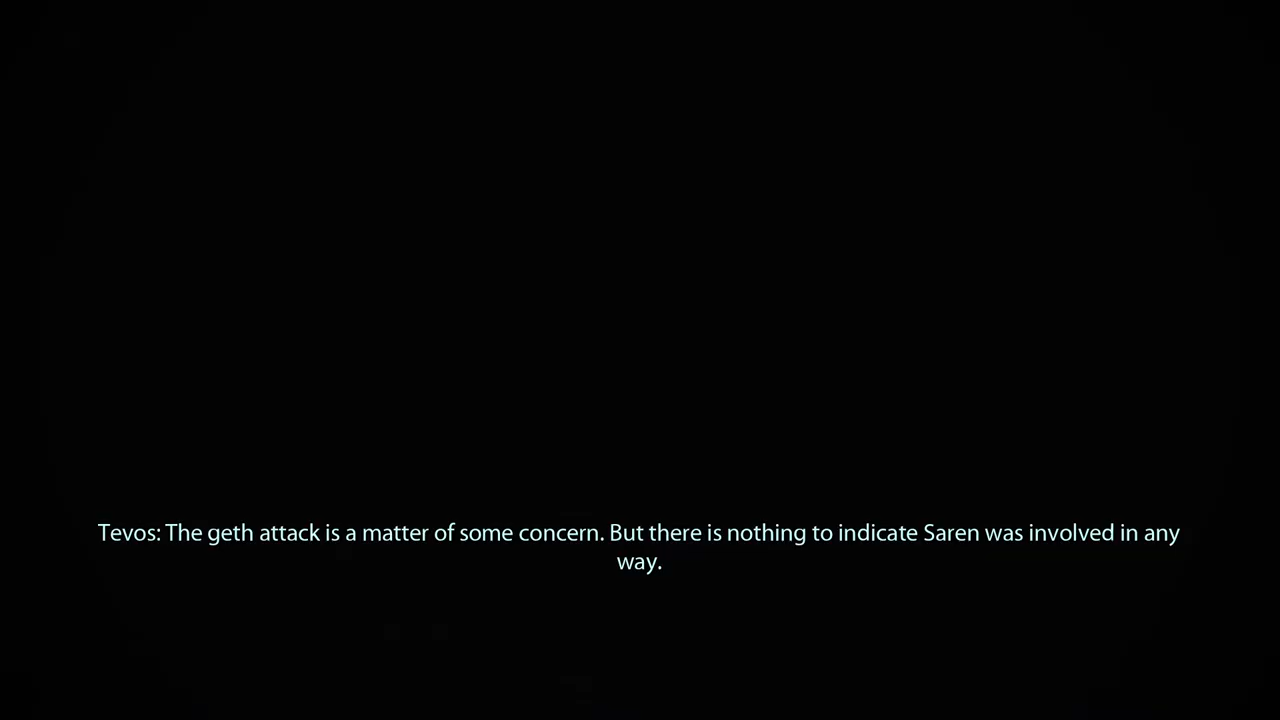 Tevos: The geth attack is a matter of some concern. But there is nothing to indicate Saren was involved in any
way.